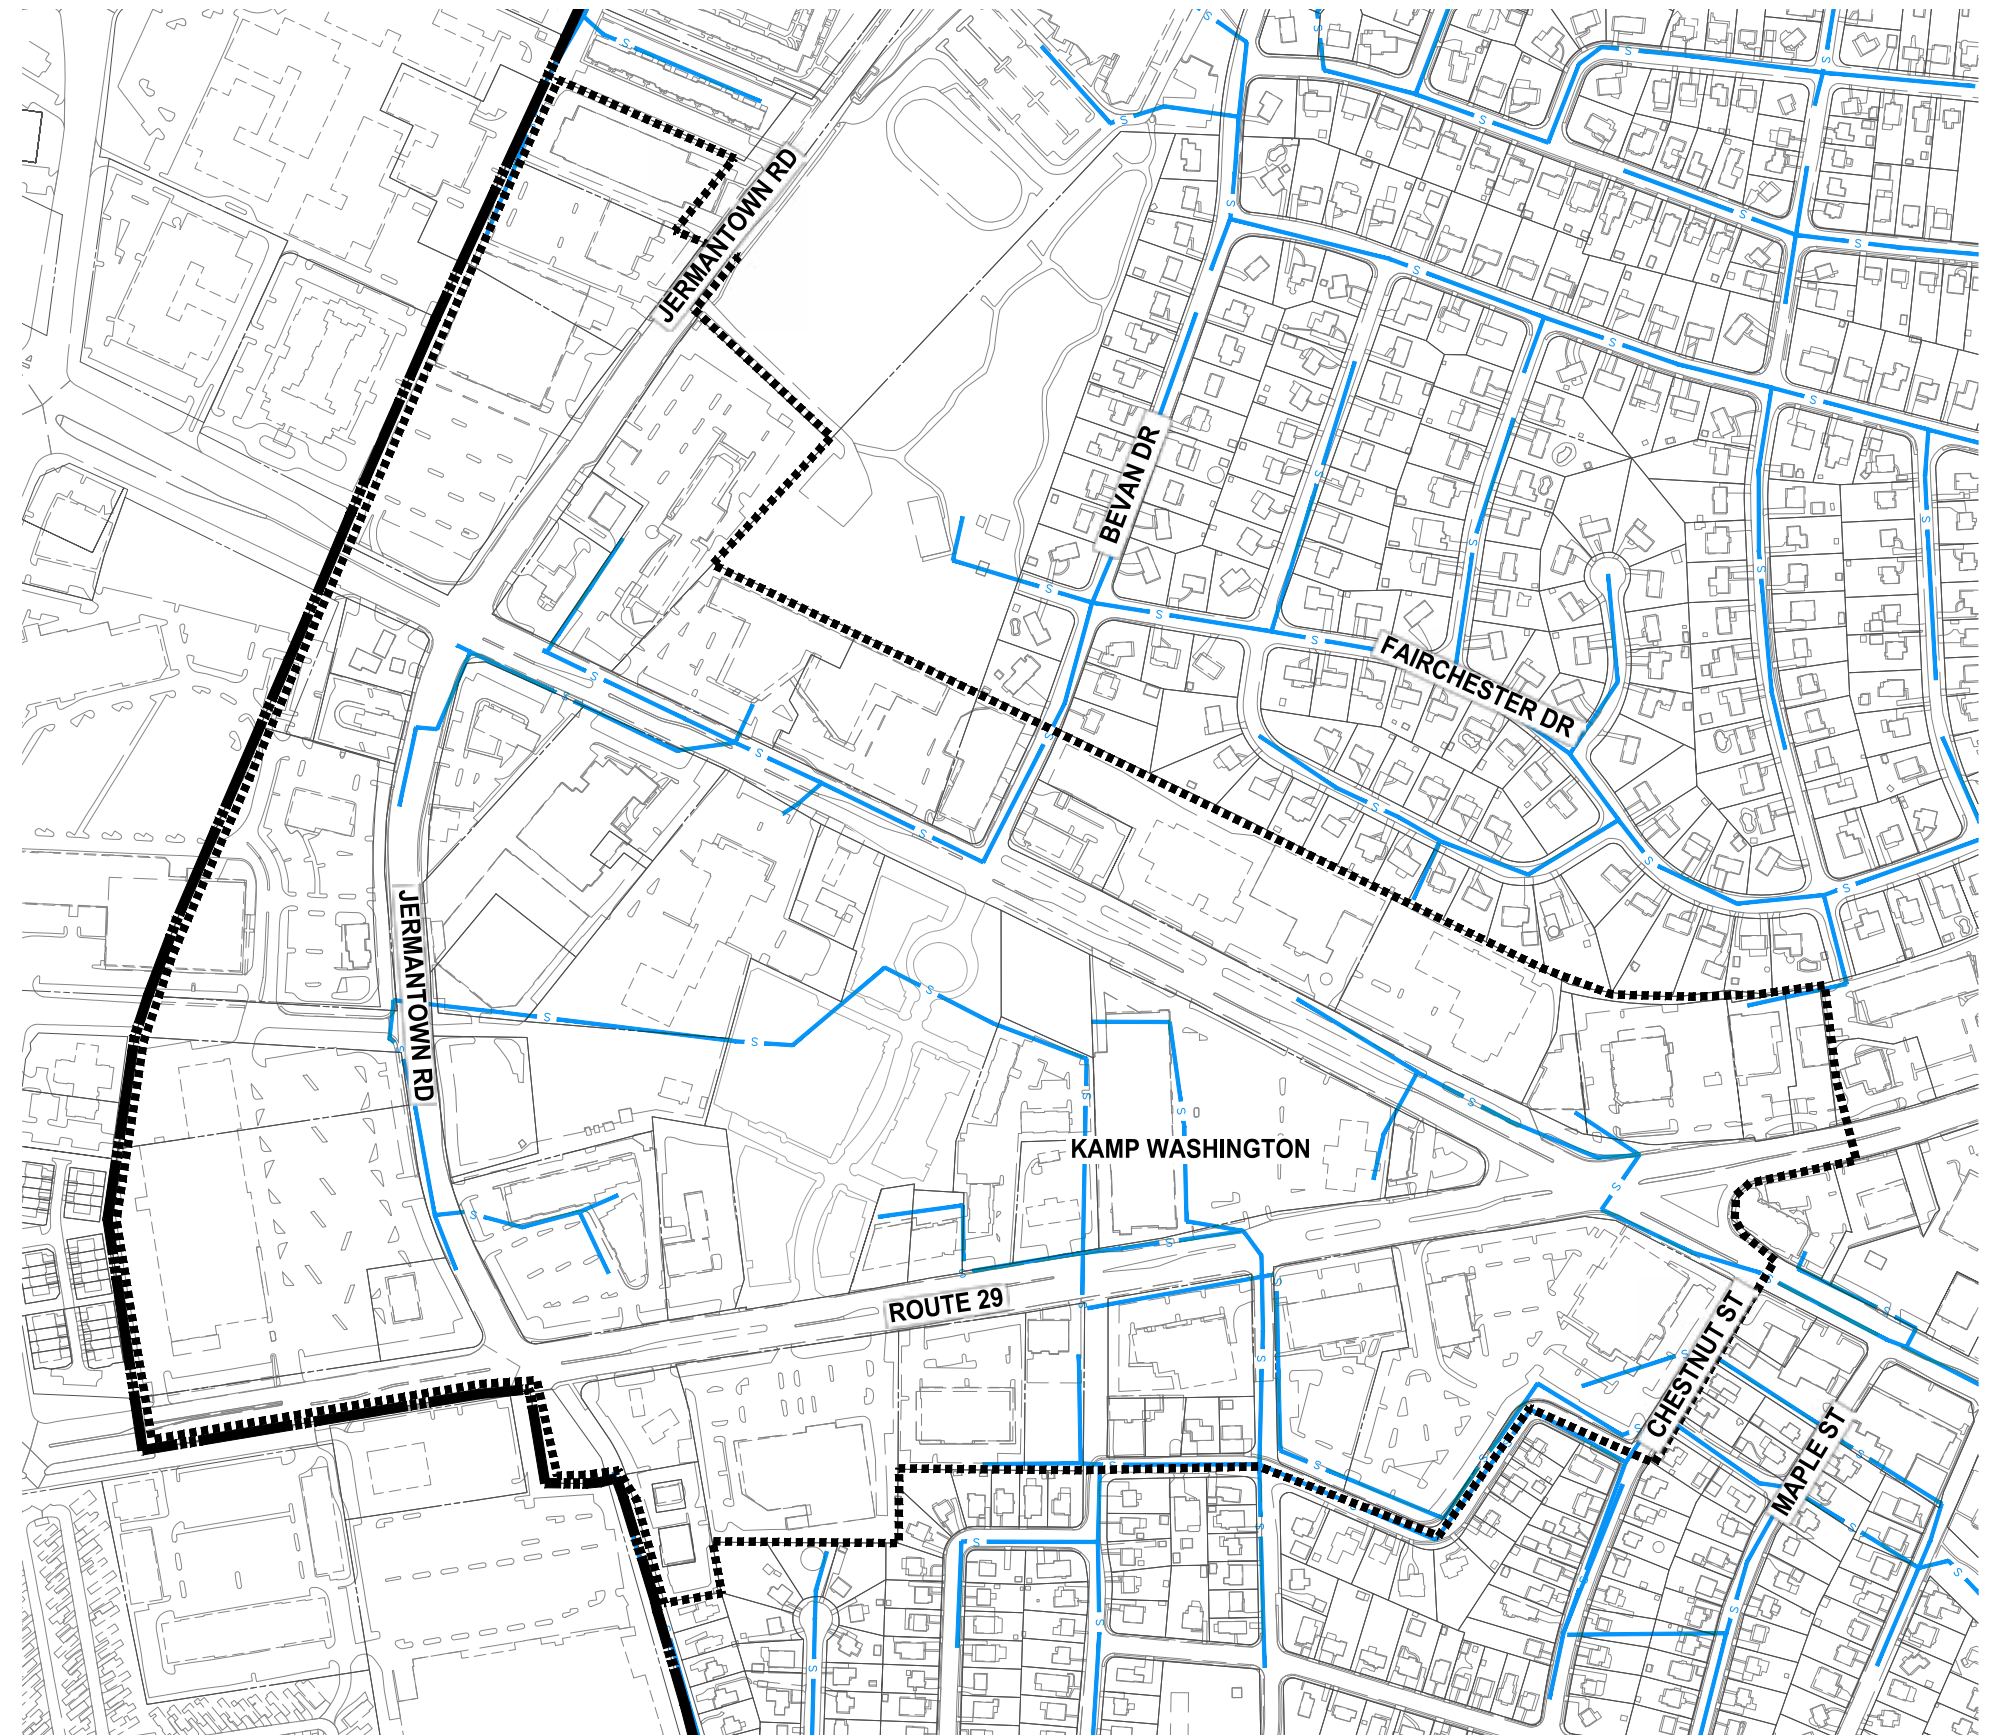 JERMANTOWN RD
BEVAN DR
FAIRCHESTER DR
JERMANTOWN RD
KAMP WASHINGTON
ROUTE 29
CHESTNUT ST
MAPLE ST